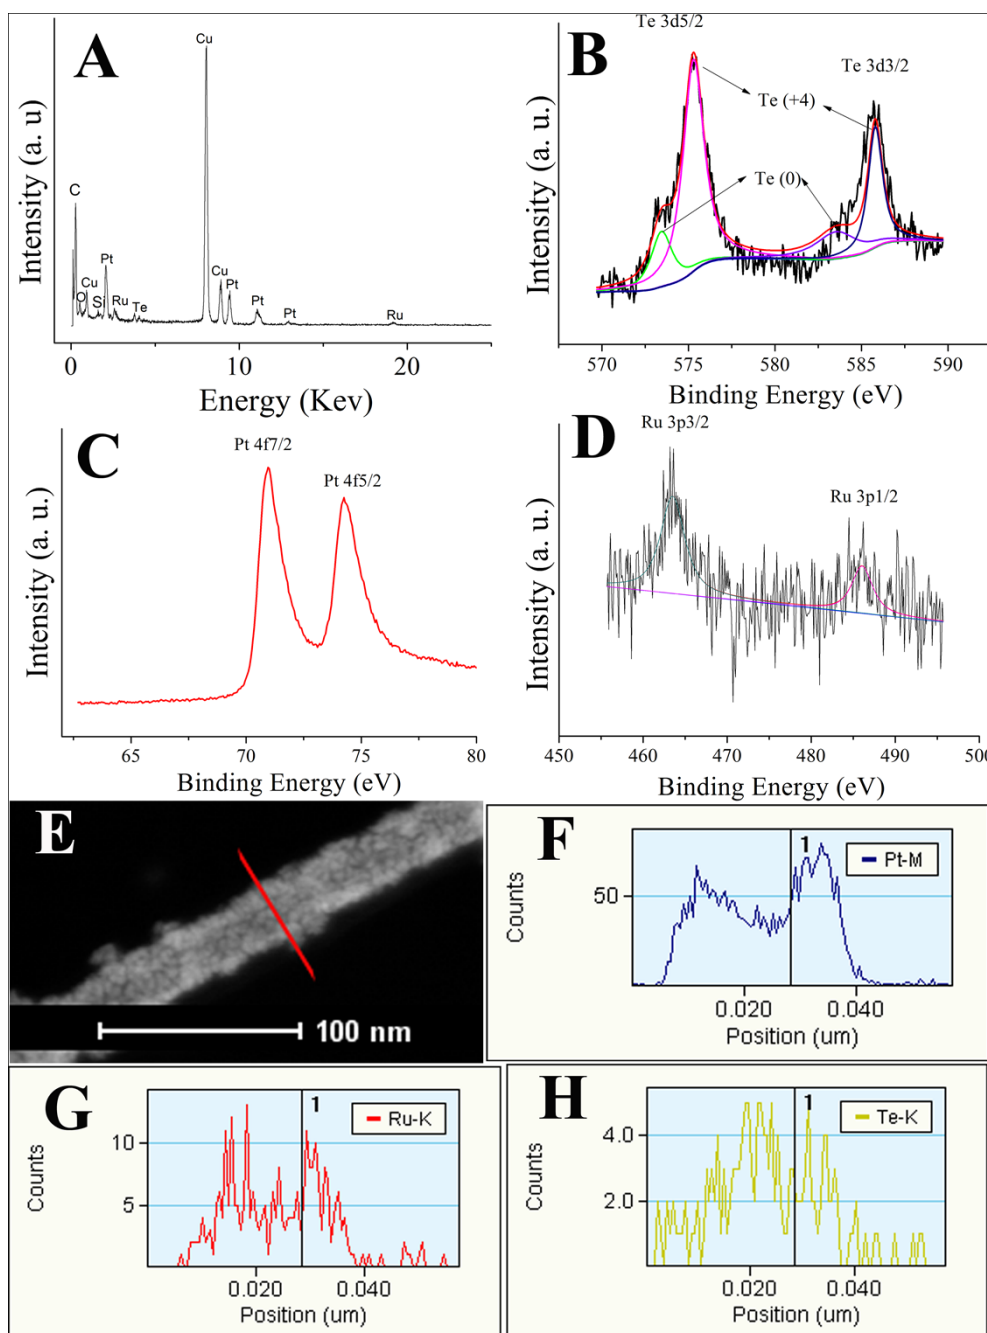 A
Intensity (a. u)
C
O
Cu
Si
Pt
Ru
Te
Cu
Cu
Pt
Pt
Pt
Ru
0
10
20
Energy (Kev)
B
Intensity (a. u.)
Te 3d5/2
Te 3d3/2
Te (+4)
Te (0)
570
575
580
585
590
Binding Energy (eV)
C
Intensity (a. u.)
Pt 4f7/2
Pt 4f5/2
65
70
75
80
Binding Energy (eV)
D
Intensity (a. u.)
Ru 3p3/2
Ru 3p1/2
450
460
470
480
490
500
Binding Energy (eV)
E
100 nm
F
Counts
50
1
Pt-M
0.020
0.040
Position (um)
G
Counts
10
5
1
Ru-K
0.020
0.040
Position (um)
H
Counts
4.0
2.0
1
Te-K
0.020
0.040
Position (um)